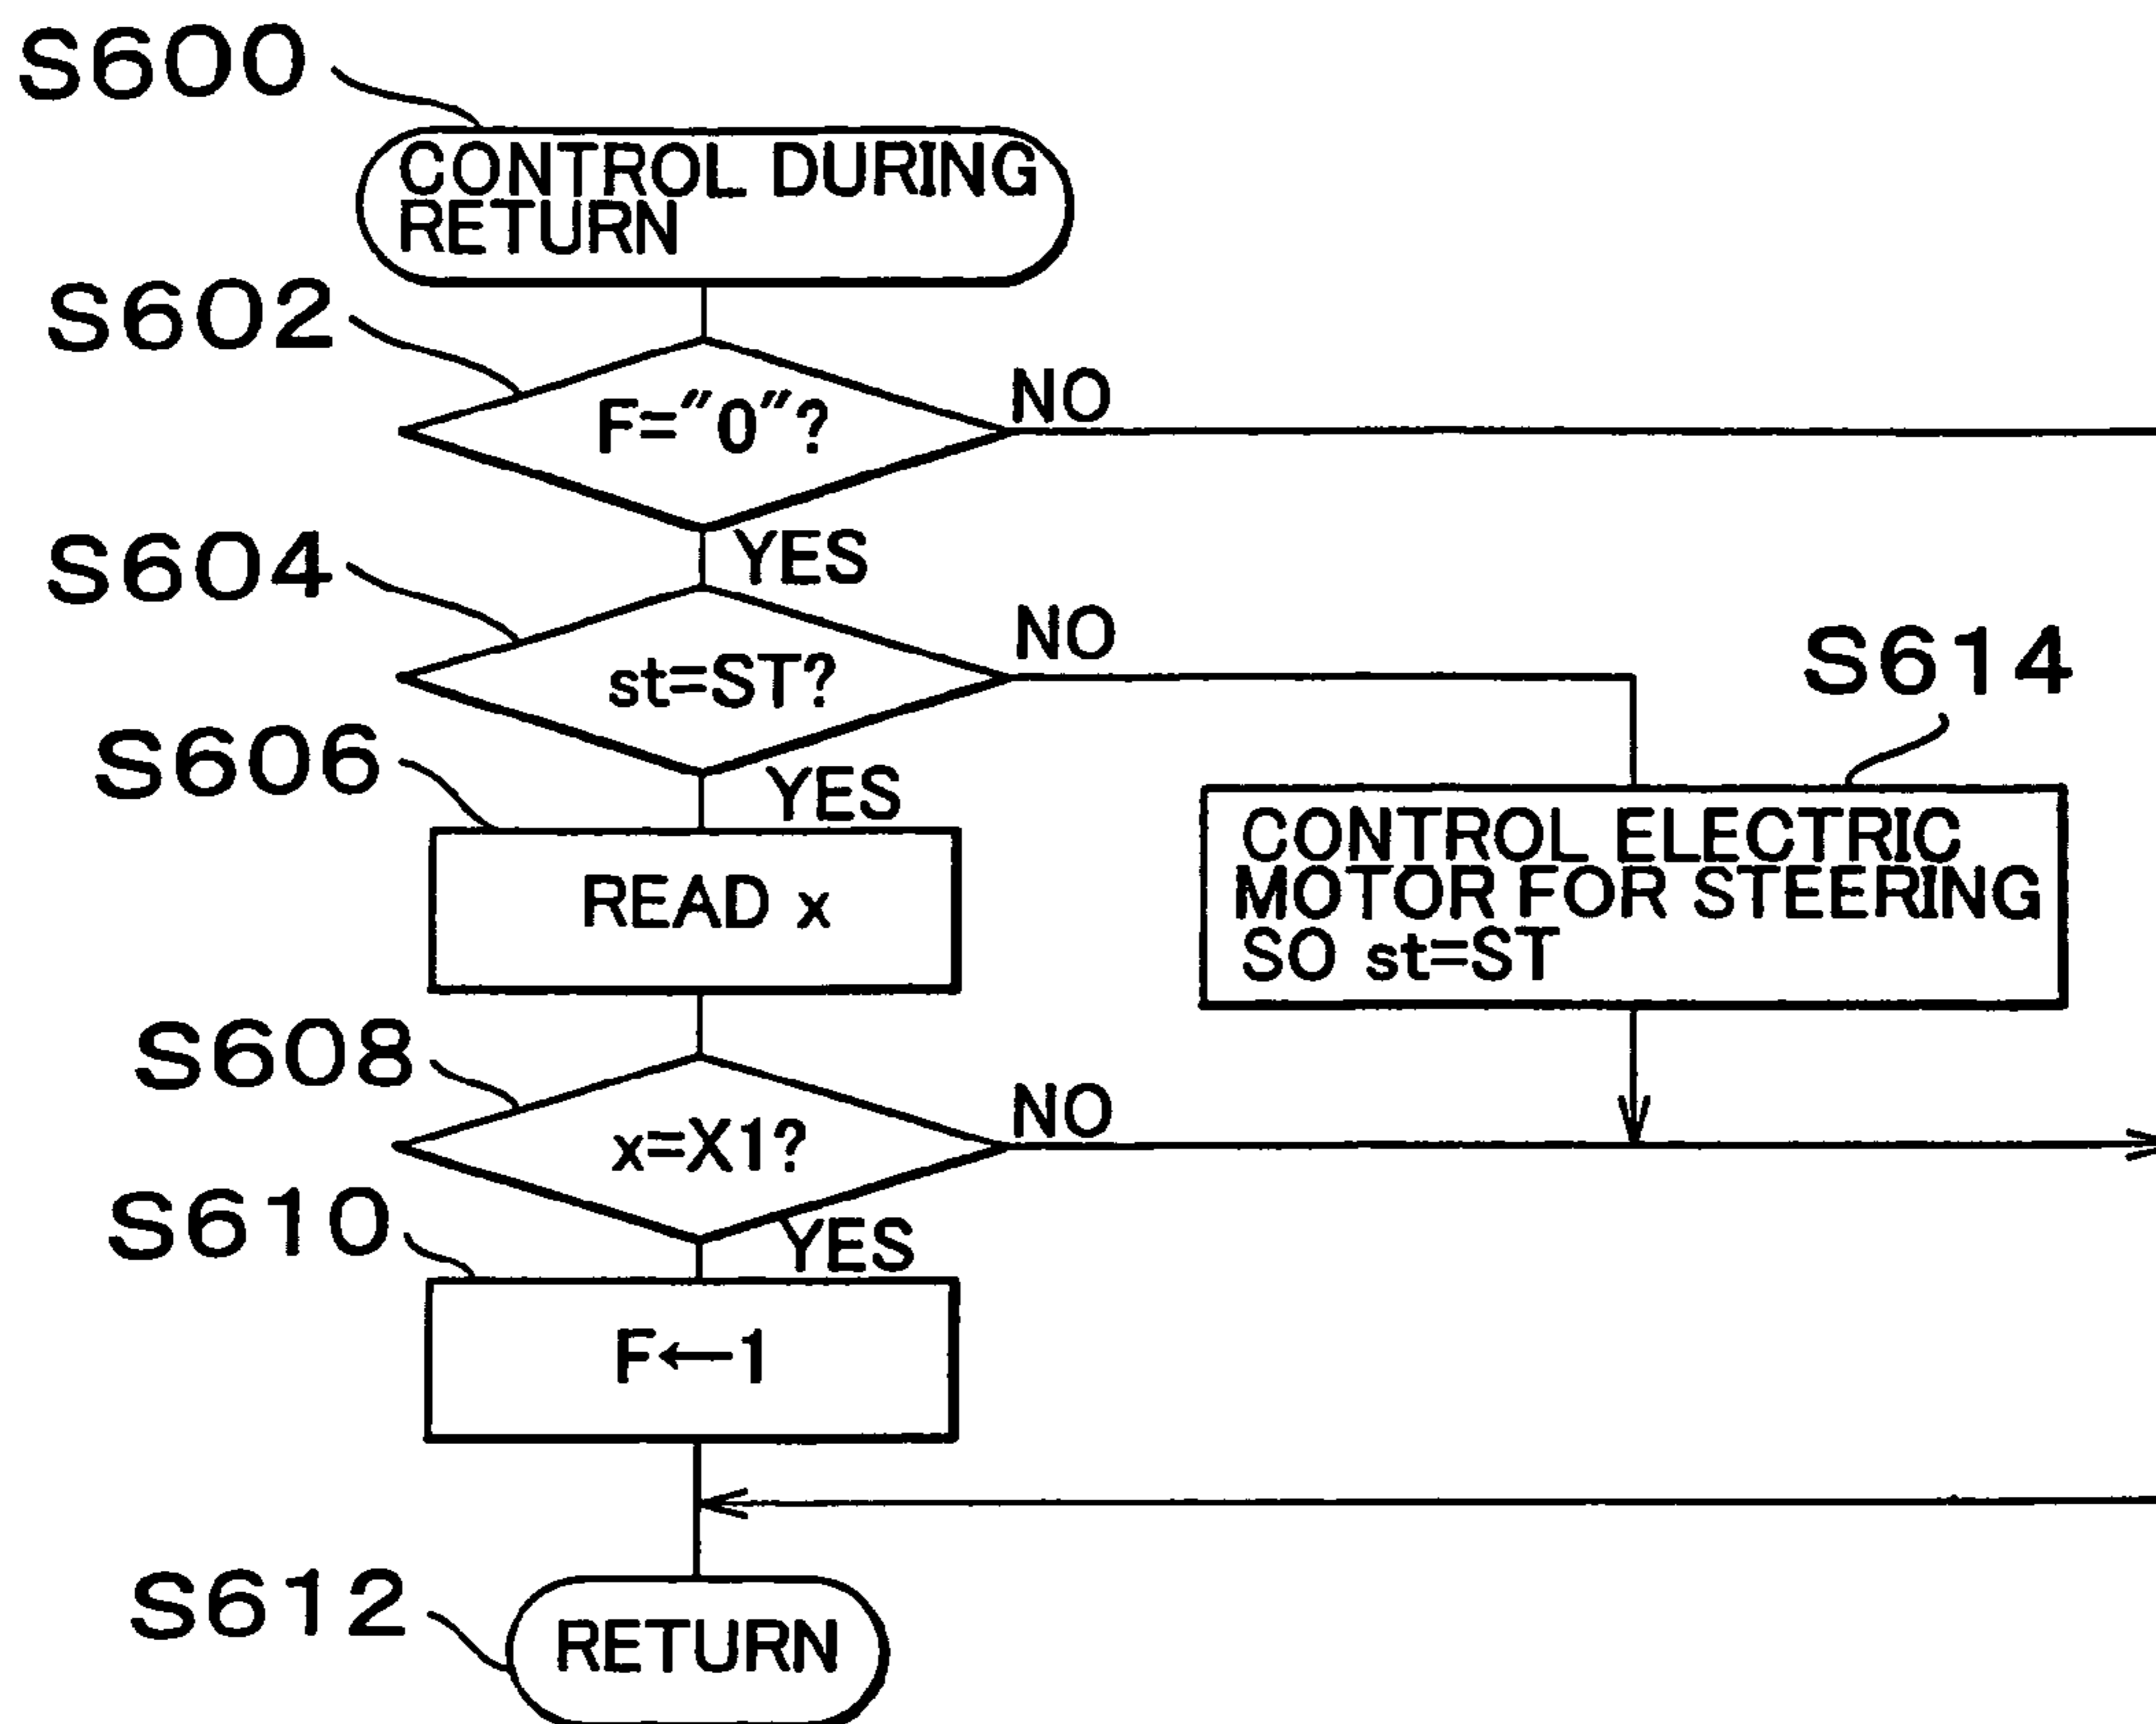 S600
CONTROL DURING
RETURN
S602
F="0"?
NO
YES
S604
st=ST?
NO
S614
YES
S606
READ x
CONTROL ELECTRIC
MOTOR FOR STEERING
SO st=ST
S608
x=X1?
NO
YES
S610
F←1
S612
RETURN